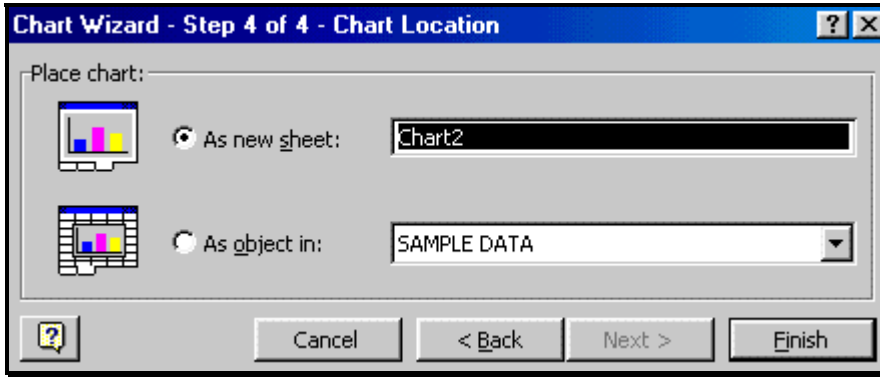 Chart Wizard - Step 4 of 4 - Chart Location
Place chart:
As new sheet: Chart2
As object in: SAMPLE DATA
Cancel < Back Next > Finish